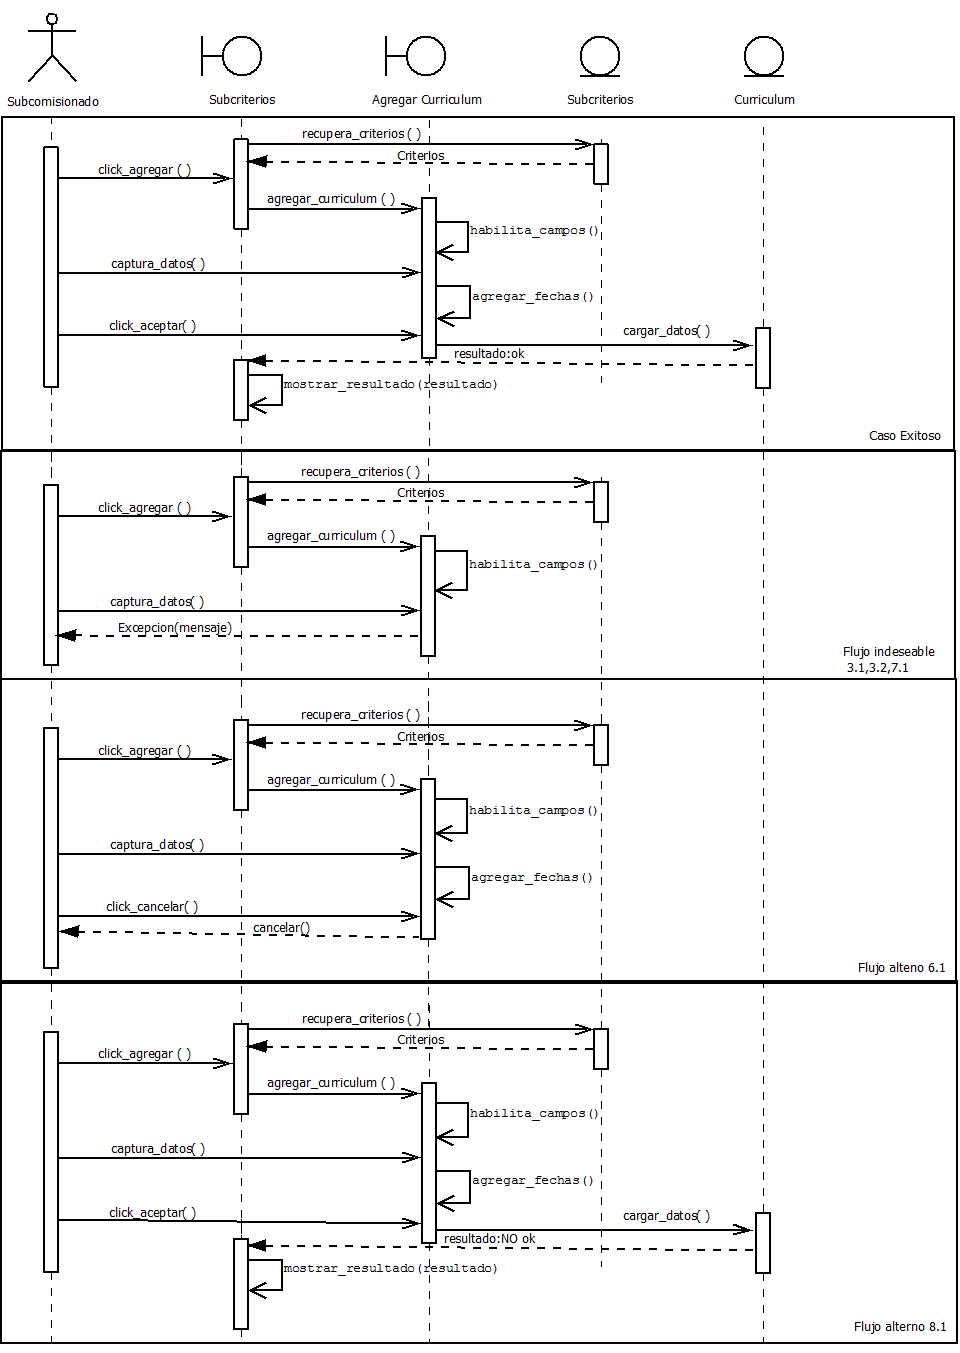 Subcomisionado
Subcriterios
Agregar Curriculum
Subcriterios
Curriculum
recupera_criterios ( )
Criterios
click_agregar ( )
agregar_curriculum ( )
habilita_campos()
captura_datos( )
agregar_fechas()
click_aceptar( )
cargar_datos( )
resultado:ok
mostrar_resultado(resultado)
Caso Exitoso
recupera_criterios ( )
Criterios
click_agregar ( )
agregar_curriculum ( )
habilita_campos()
captura_datos( )
Excepcion(mensaje)
Flujo indeseable
3.1,3.2,7.1
recupera_criterios ( )
Criterios
click_agregar ( )
agregar_curriculum ( )
habilita_campos()
captura_datos( )
agregar_fechas()
click_cancelar( )
cancelar()
Flujo alteno 6.1
recupera_criterios ( )
Criterios
click_agregar ( )
agregar_curriculum ( )
habilita_campos()
captura_datos( )
agregar_fechas()
click_aceptar( )
cargar_datos( )
resultado:NO ok
mostrar_resultado(resultado)
Flujo alterno 8.1